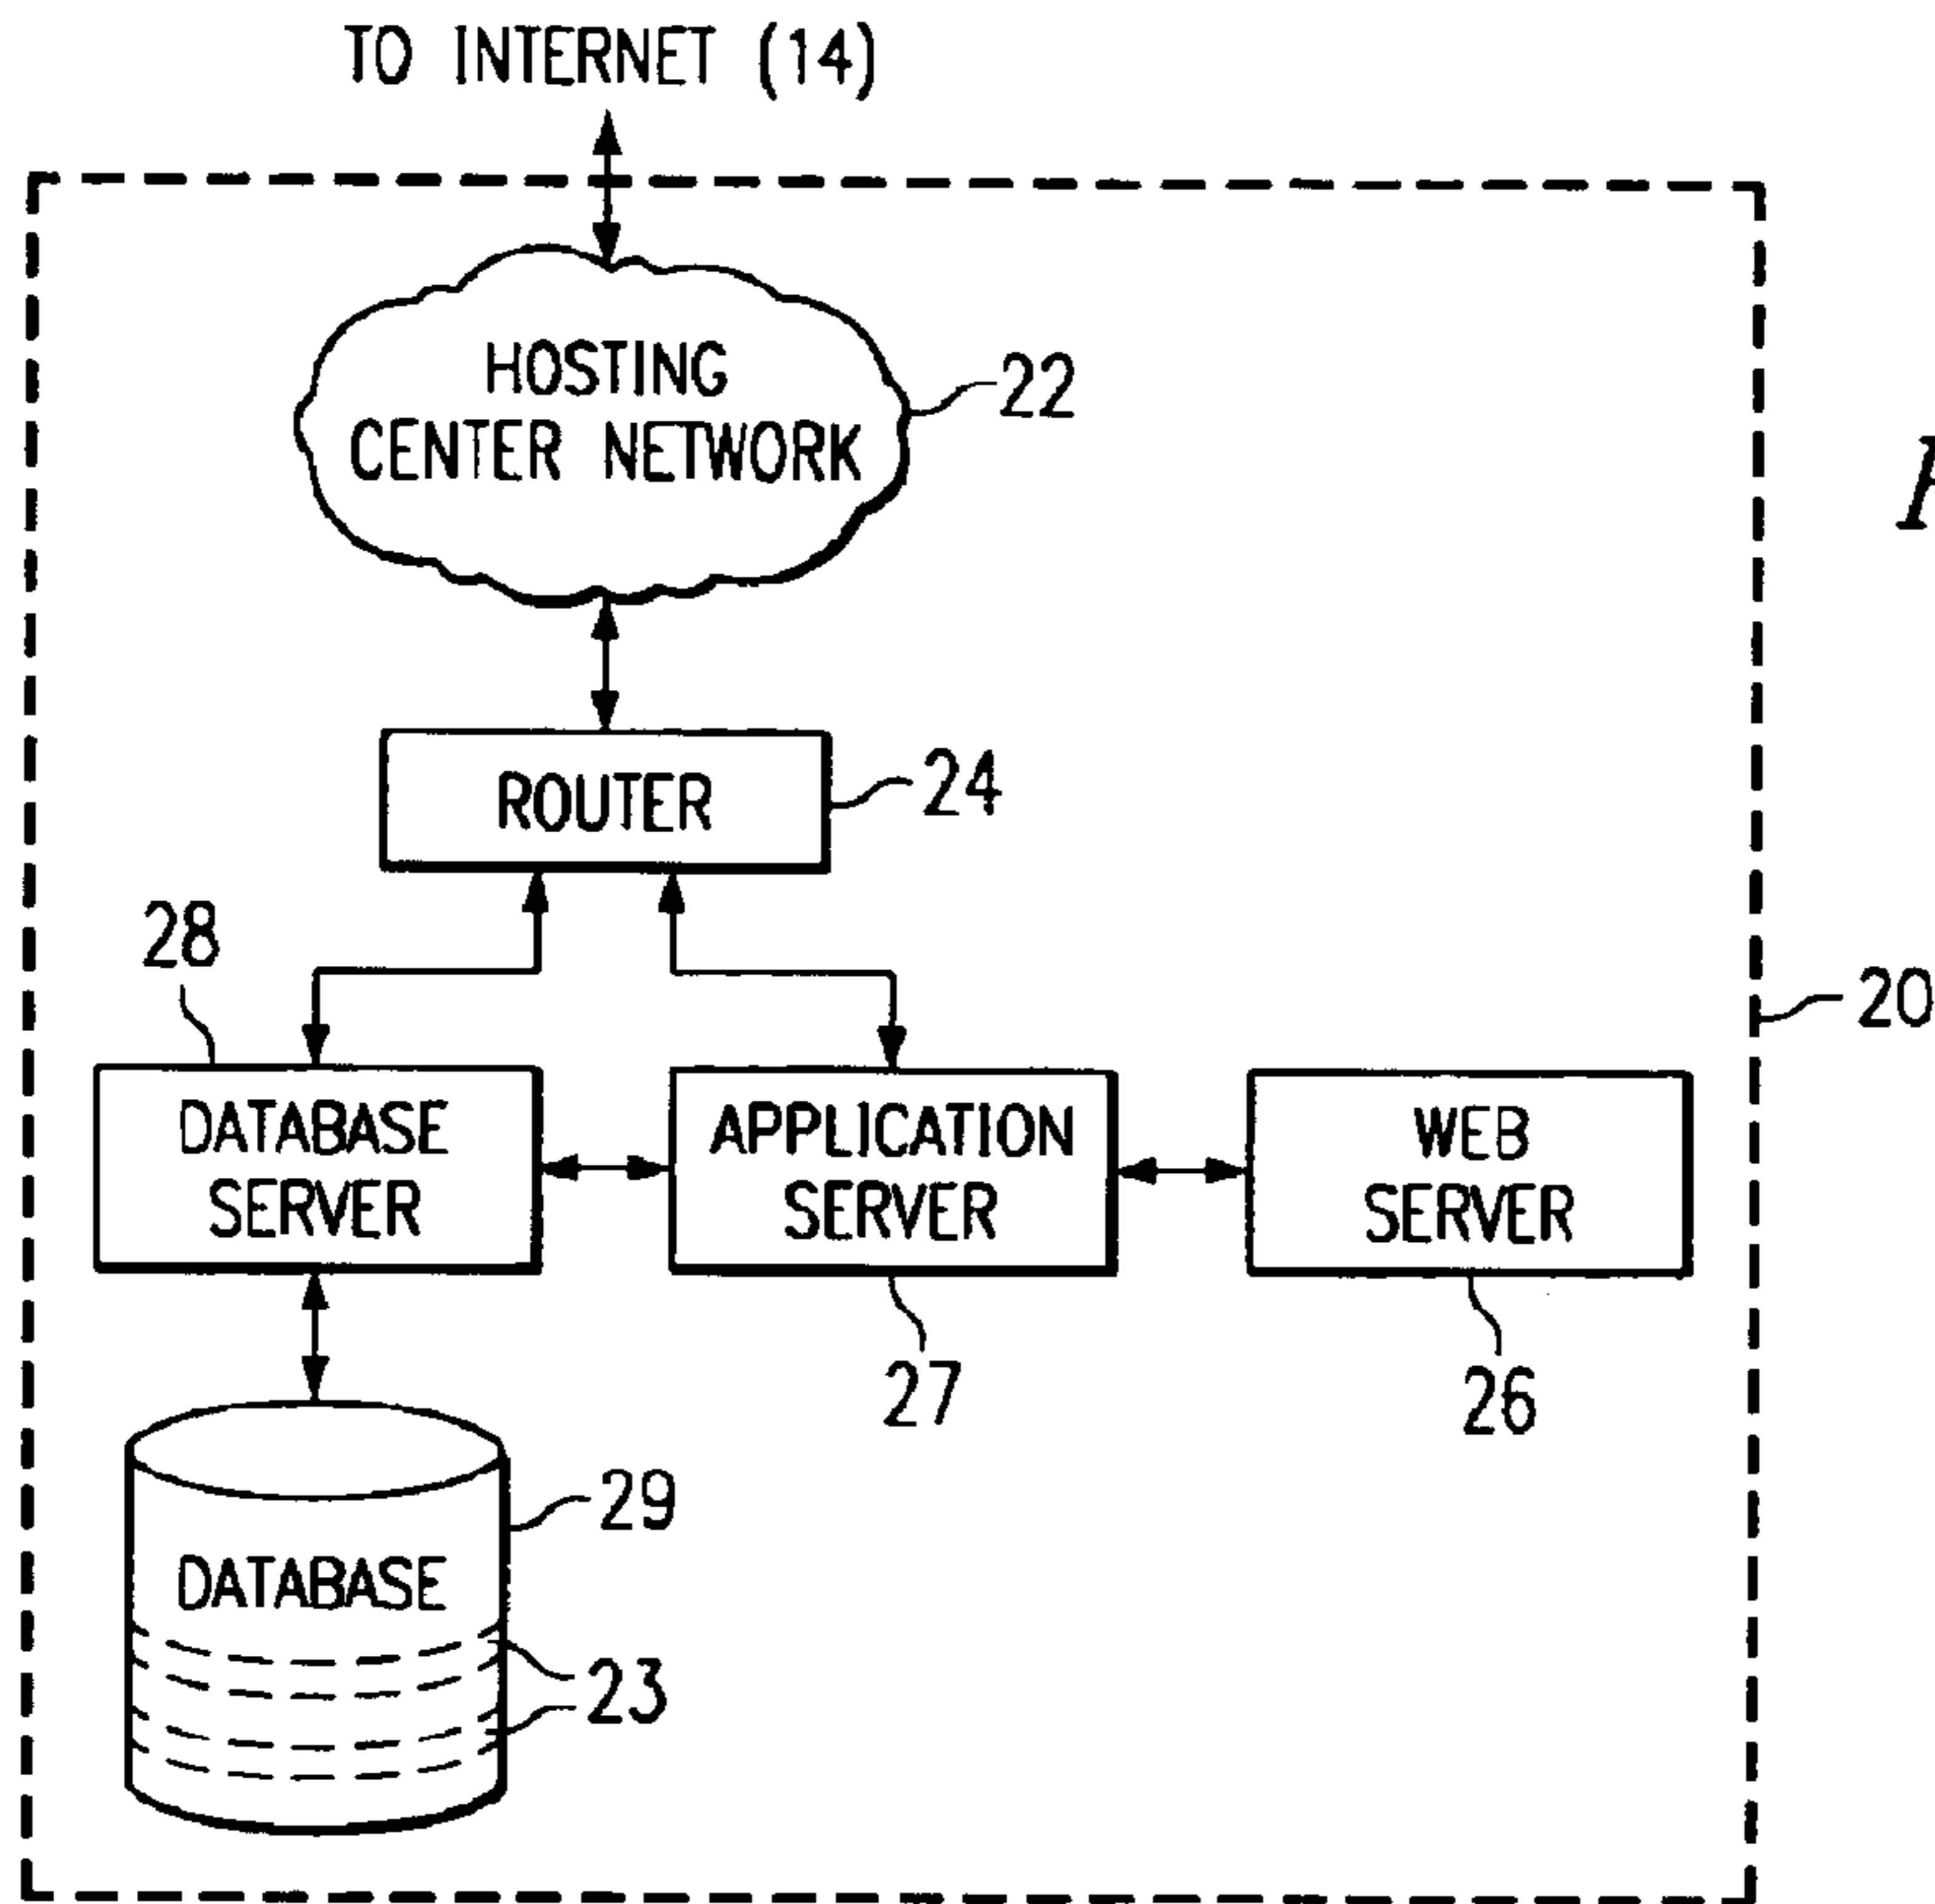 TO INTERNET (14)
HOSTING
CENTER NETWORK
22
ROUTER
24
28
20
DATABASE
SERVER
APPLICATION
SERVER
WEB
SERVER
27
26
29
DATABASE
23